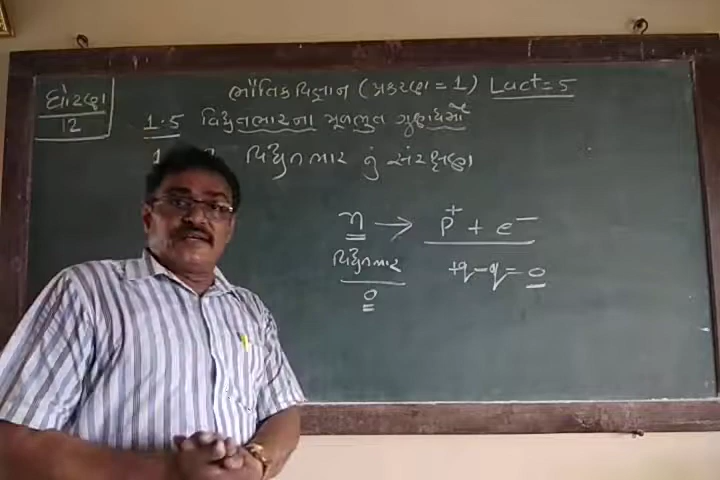 ધોરણ
12
ભૌતિકવિજ્ઞાન (પ્રકરણ = 1) Lect = 5
1.5 વિદ્યુતભારના મૂળભૂત ગુણધર્મો
1 વિદ્યુતભાર નું સંરક્ષણ
n → p⁺ + e⁻
વિદ્યુતભાર +q - q = 0
0